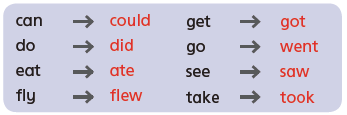 can → could
do → did
eat → ate
fly → flew
get → got
go → went
see → saw
take → took